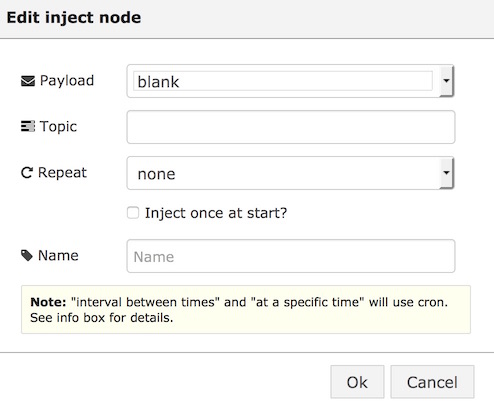 Edit inject node
Payload
blank
Topic
Repeat
none
Inject once at start?
Name
Name
Note: "interval between times" and "at a specific time" will use cron.
See info box for details.
Ok Cancel